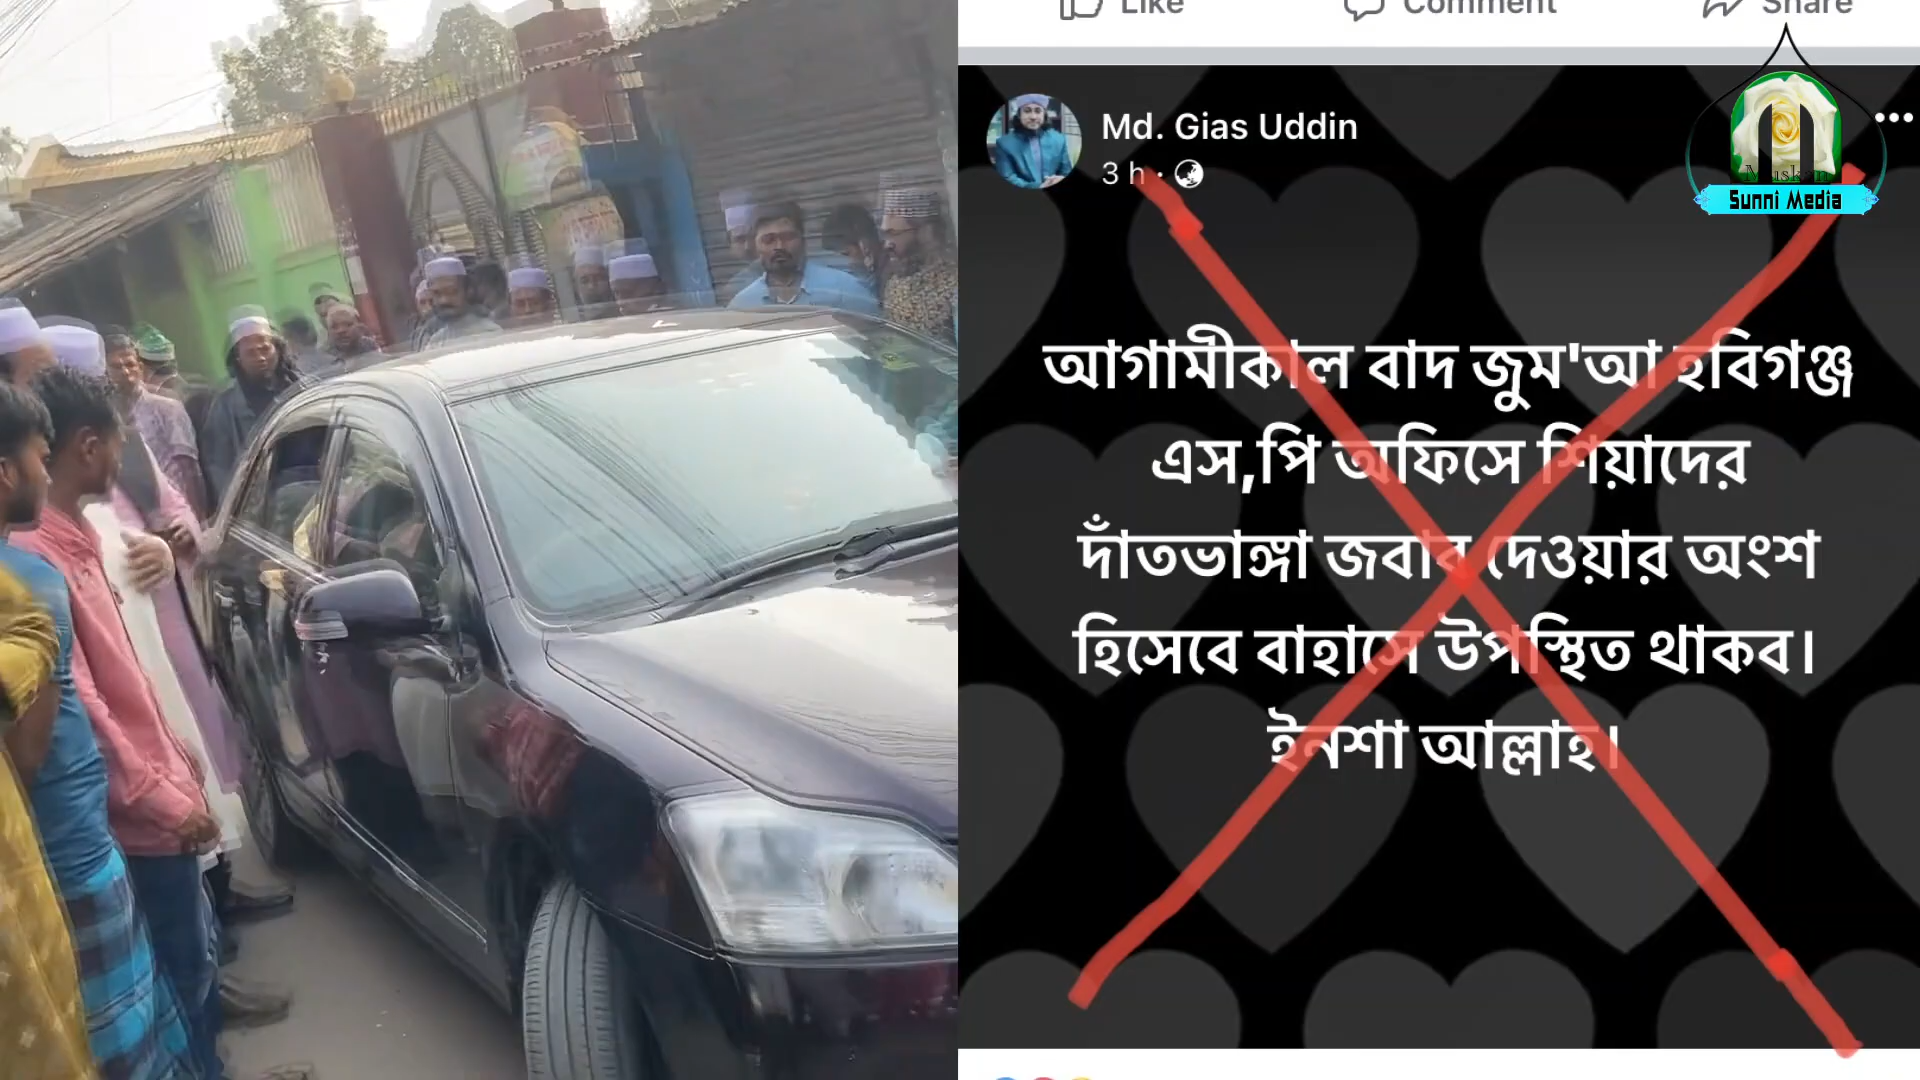 Like Comment Share
Md. Gias Uddin
3 h
Muskan
Sunni Media
আগামীকাল বাদ জুম'আ হবিগঞ্জ
এস,পি অফিসে শিয়াদের
দাঁতভাঙ্গা জবাব দেওয়ার অংশ
হিসেবে বাহাসে উপস্থিত থাকব।
ইনশা আল্লাহ।